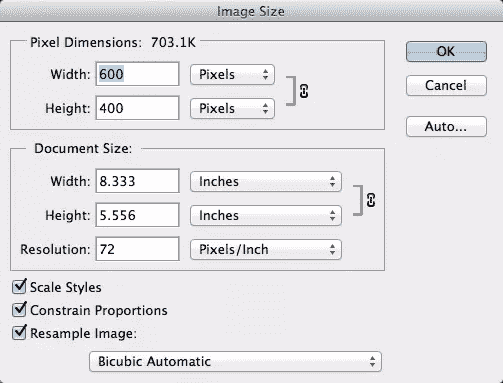 Image Size
Pixel Dimensions: 703.1K
Width: 600 Pixels
Height: 400 Pixels
OK
Cancel
Auto...
Document Size:
Width: 8.333 Inches
Height: 5.556 Inches
Resolution: 72 Pixels/Inch
Scale Styles
Constrain Proportions
Resample Image:
Bicubic Automatic